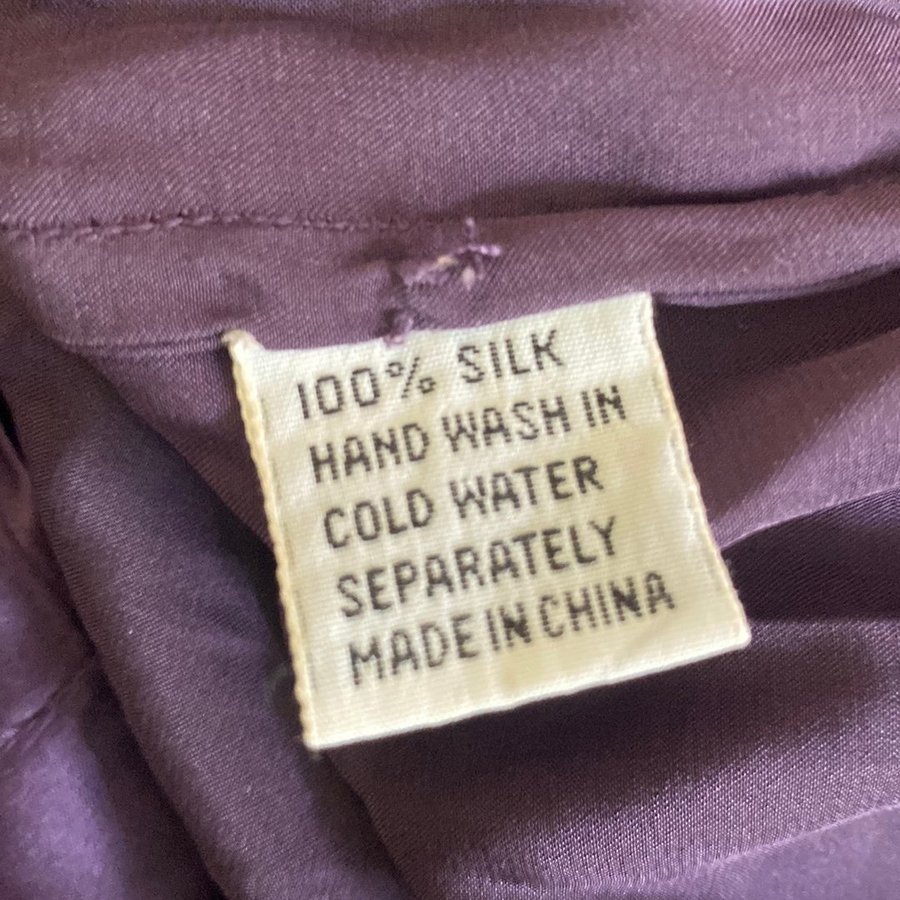 100% SILK
HAND WASH IN
COLD WATER
SEPARATELY
MADE IN CHINA